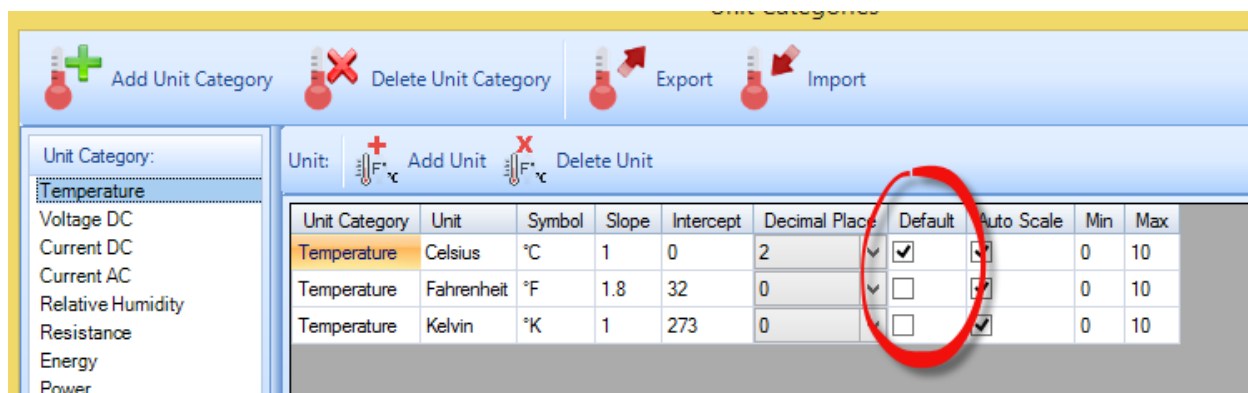 Unit Categories
Add Unit Category Delete Unit Category Export Import
Unit Category:
Temperature
Voltage DC
Current DC
Current AC
Relative Humidity
Resistance
Energy
Power
Unit: Add Unit Delete Unit
Unit Category Unit Symbol Slope Intercept Decimal Place Default Auto Scale Min Max
Temperature Celsius °C 1 0 2 0 10
Temperature Fahrenheit °F 1.8 32 0 0 10
Temperature Kelvin °K 1 273 0 0 10